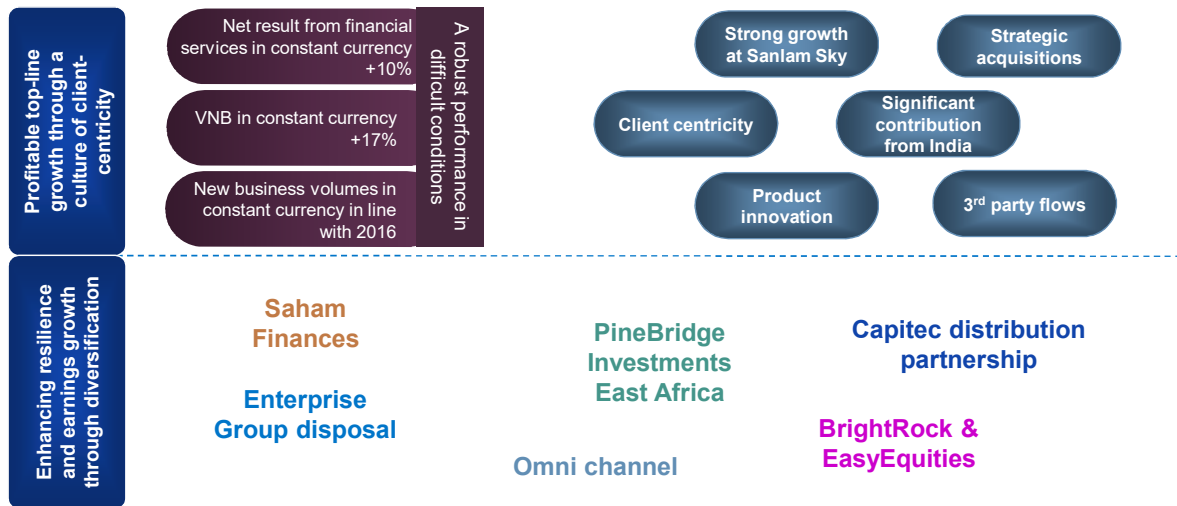 Profitable top-line
growth through a
culture of client-
centricity
Net result from financial
services in constant currency
+10%
VNB in constant currency
+17%
New business volumes in
constant currency in line
with 2016
A robust performance in
difficult conditions
Strong growth
at Sanlam Sky
Strategic
acquisitions
Client centricity
Significant
contribution
from India
Product
innovation
3rd party flows
Enhancing resilience
and earnings growth
through diversification
Saham
Finances
PineBridge
Investments
East Africa
Capitec distribution
partnership
Enterprise
Group disposal
BrightRock &
EasyEquities
Omni channel